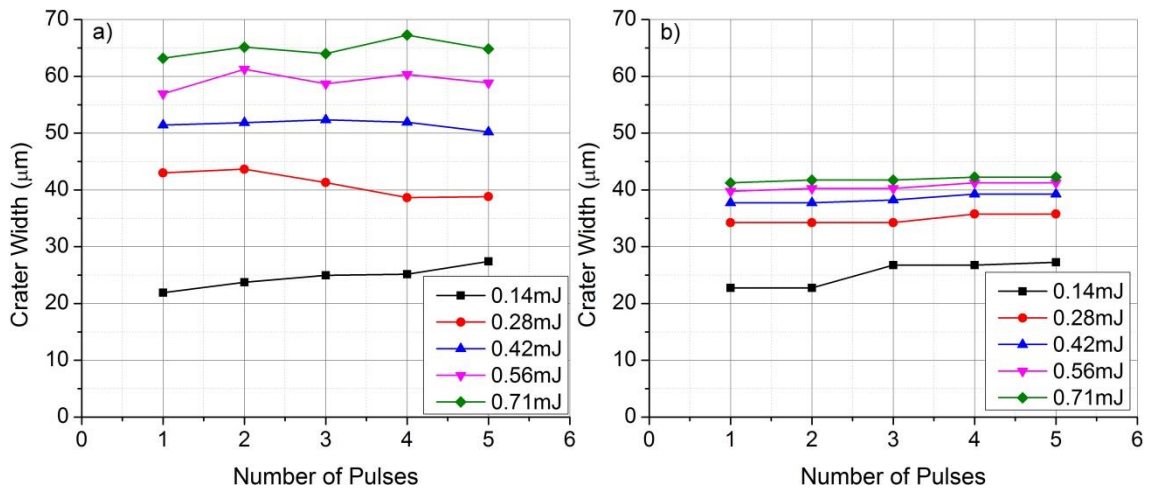 a)
70
60
50
40
30
20
10
0
Crater Width (μm)
0 1 2 3 4 5 6
Number of Pulses
0.14mJ
0.28mJ
0.42mJ
0.56mJ
0.71mJ
b)
70
60
50
40
30
20
10
0
Crater Width (μm)
0 1 2 3 4 5 6
Number of Pulses
0.14mJ
0.28mJ
0.42mJ
0.56mJ
0.71mJ